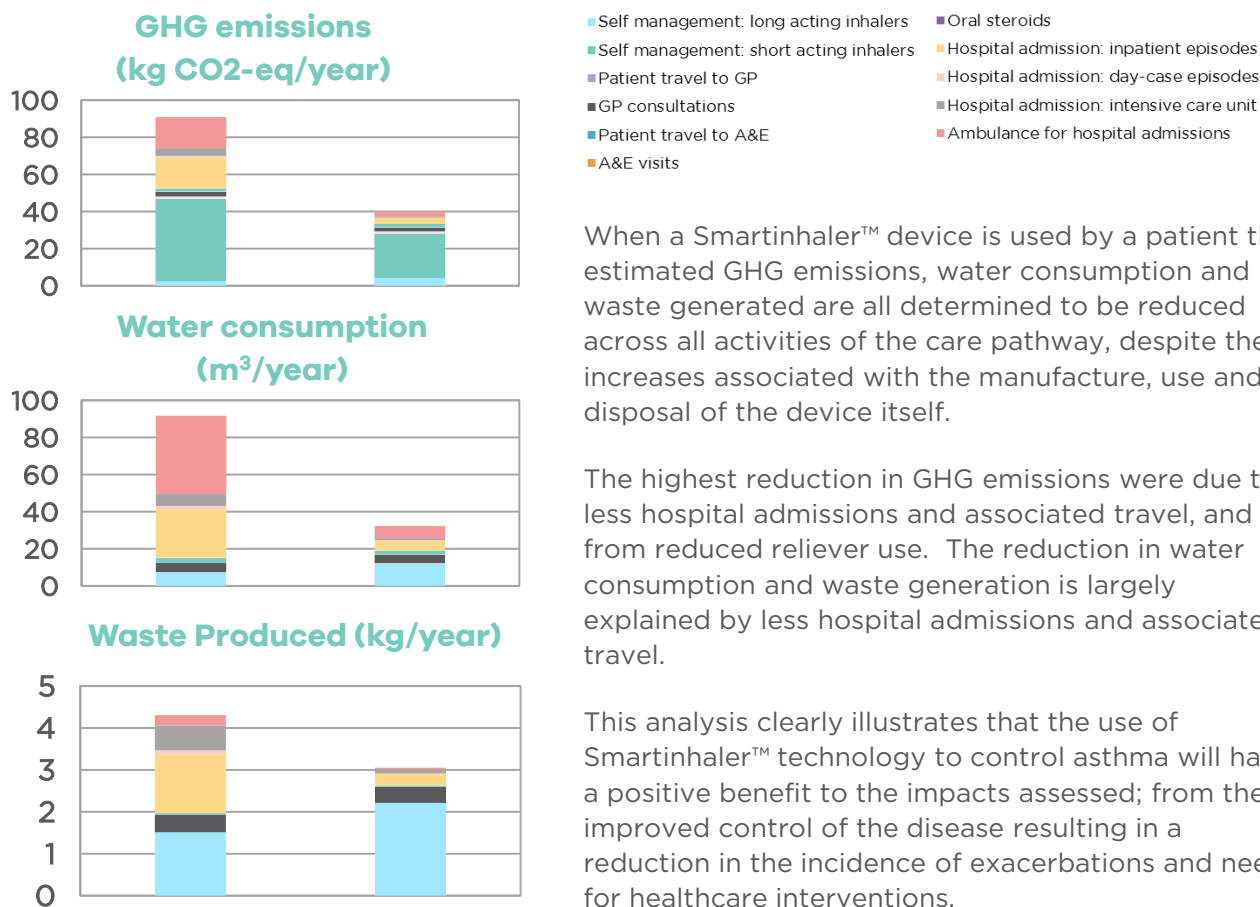 GHG emissions
(kg CO2-eq/year)
100
80
60
40
20
0
Water consumption
(m³/year)
100
80
60
40
20
0
Waste Produced (kg/year)
5
4
3
2
1
0
Self management: long acting inhalers
Self management: short acting inhalers
Patient travel to GP
GP consultations
Patient travel to A&E
A&E visits
Oral steroids
Hospital admission: inpatient episodes
Hospital admission: day-case episodes
Hospital admission: intensive care unit
Ambulance for hospital admissions
When a Smartinhaler™ device is used by a patient
estimated GHG emissions, water consumption and
waste generated are all determined to be reduced
across all activities of the care pathway, despite the
increases associated with the manufacture, use and
disposal of the device itself.
The highest reduction in GHG emissions were due
less hospital admissions and associated travel, and
from reduced reliever use. The reduction in water
consumption and waste generation is largely
explained by less hospital admissions and associate
travel.
This analysis clearly illustrates that the use of
Smartinhaler™ technology to control asthma will ha
a positive benefit to the impacts assessed; from the
improved control of the disease resulting in a
reduction in the incidence of exacerbations and nee
for healthcare interventions.